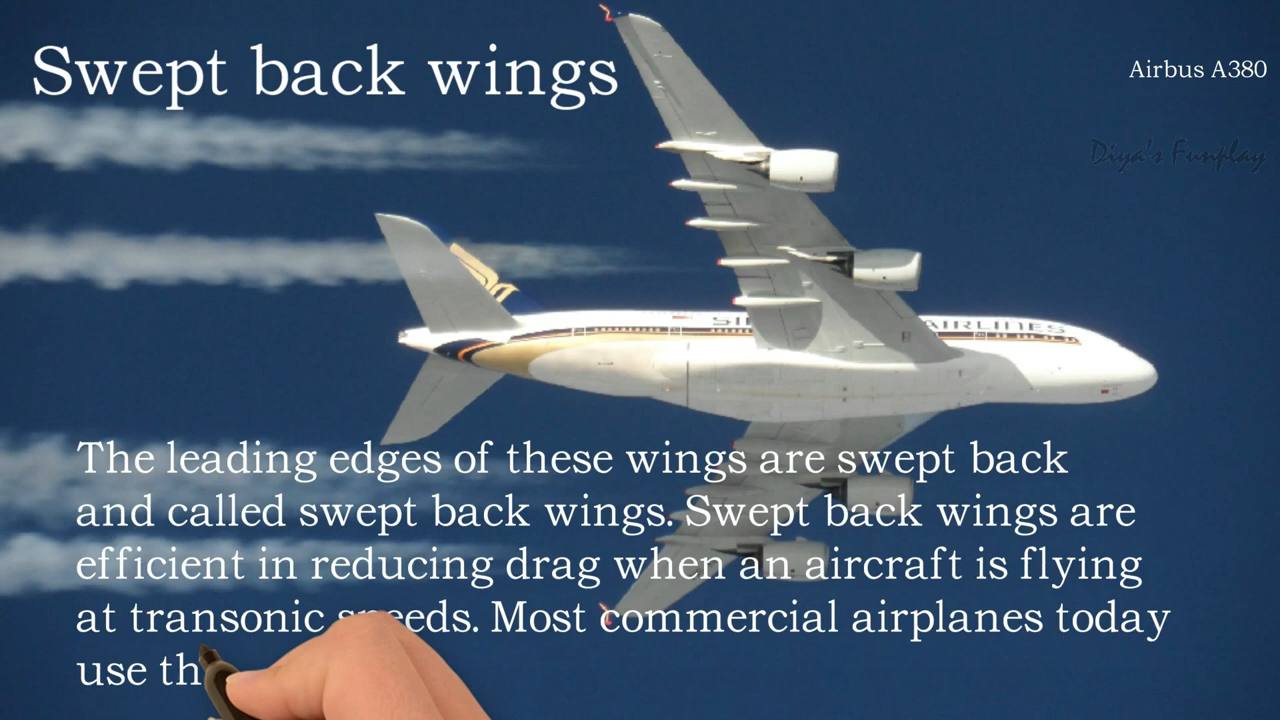 Swept back wings
Airbus A380
Diya's Funplay
AIRLINES
The leading edges of these wings are swept back
and called swept back wings. Swept back wings are
efficient in reducing drag when an aircraft is flying
at transonic speeds. Most commercial airplanes today
use th